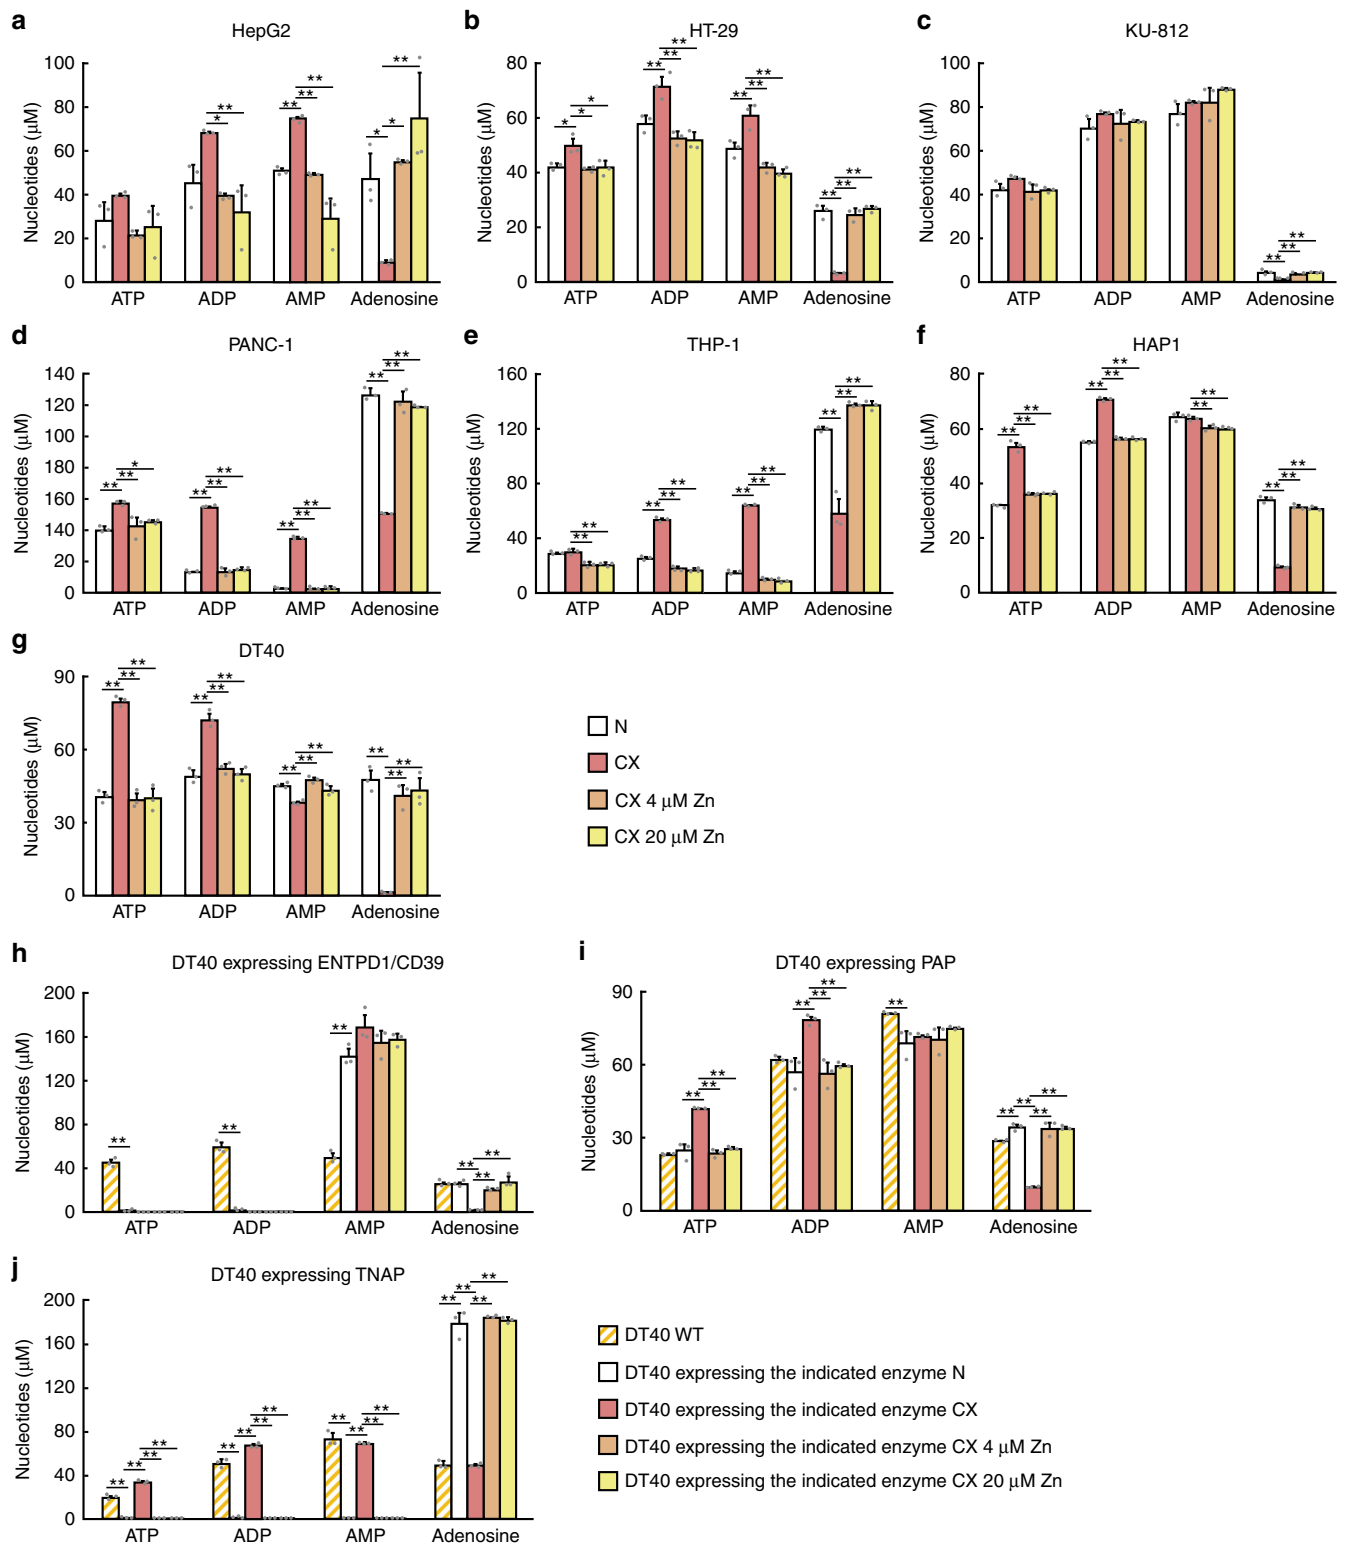 a
HepG2
Nucleotides (μM)
100
80
60
40
20
0
* ** ** * ** ** ** * * **
ATP ADP AMP Adenosine
b
HT-29
Nucleotides (μM)
80
60
40
20
0
* * * ** ** ** ** ** ** ** ** **
ATP ADP AMP Adenosine
c
KU-812
Nucleotides (μM)
100
80
60
40
20
0
** ** **
ATP ADP AMP Adenosine
d
PANC-1
Nucleotides (μM)
140
120
100
180
160
140
20
0
** ** * ** ** ** ** ** ** ** ** **
ATP ADP AMP Adenosine
e
THP-1
Nucleotides (μM)
160
120
80
40
0
** ** ** ** ** ** ** ** ** ** **
ATP ADP AMP Adenosine
f
HAP1
Nucleotides (μM)
80
60
40
20
0
** ** ** ** ** ** ** ** ** ** **
ATP ADP AMP Adenosine
g
DT40
Nucleotides (μM)
90
60
30
0
** ** ** ** ** ** ** ** ** ** ** **
ATP ADP AMP Adenosine
N
CX
CX 4 μM Zn
CX 20 μM Zn
h
DT40 expressing ENTPD1/CD39
Nucleotides (μM)
200
160
120
80
40
0
** ** ** ** ** **
ATP ADP AMP Adenosine
i
DT40 expressing PAP
Nucleotides (μM)
90
60
30
0
** ** ** ** ** ** ** ** ** ** **
ATP ADP AMP Adenosine
j
DT40 expressing TNAP
Nucleotides (μM)
200
160
120
80
40
0
** ** ** ** ** ** ** ** ** ** ** ** ** ** ** **
ATP ADP AMP Adenosine
DT40 WT
DT40 expressing the indicated enzyme N
DT40 expressing the indicated enzyme CX
DT40 expressing the indicated enzyme CX 4 μM Zn
DT40 expressing the indicated enzyme CX 20 μM Zn